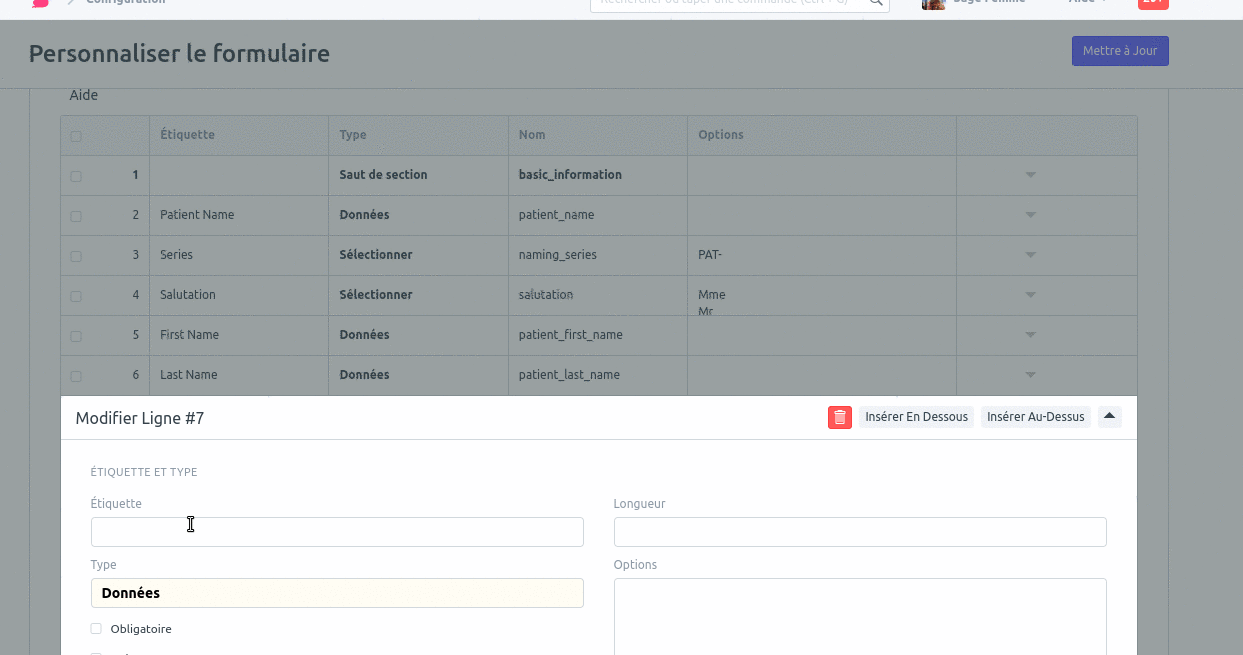 Configuration
Rechercher ou taper une commande (Ctrl + G)
Personnaliser le formulaire
Mettre à Jour
Aide
Étiquette Type Nom Options
1 Saut de section basic_information
2 Patient Name Données patient_name
3 Series Sélectionner naming_series PAT-
4 Salutation Sélectionner salutation Mme
Mr
5 First Name Données patient_first_name
6 Last Name Données patient_last_name
Modifier Ligne #7
Insérer En Dessous
Insérer Au-Dessus
ÉTIQUETTE ET TYPE
Étiquette Longueur
Type Options
Données
Obligatoire